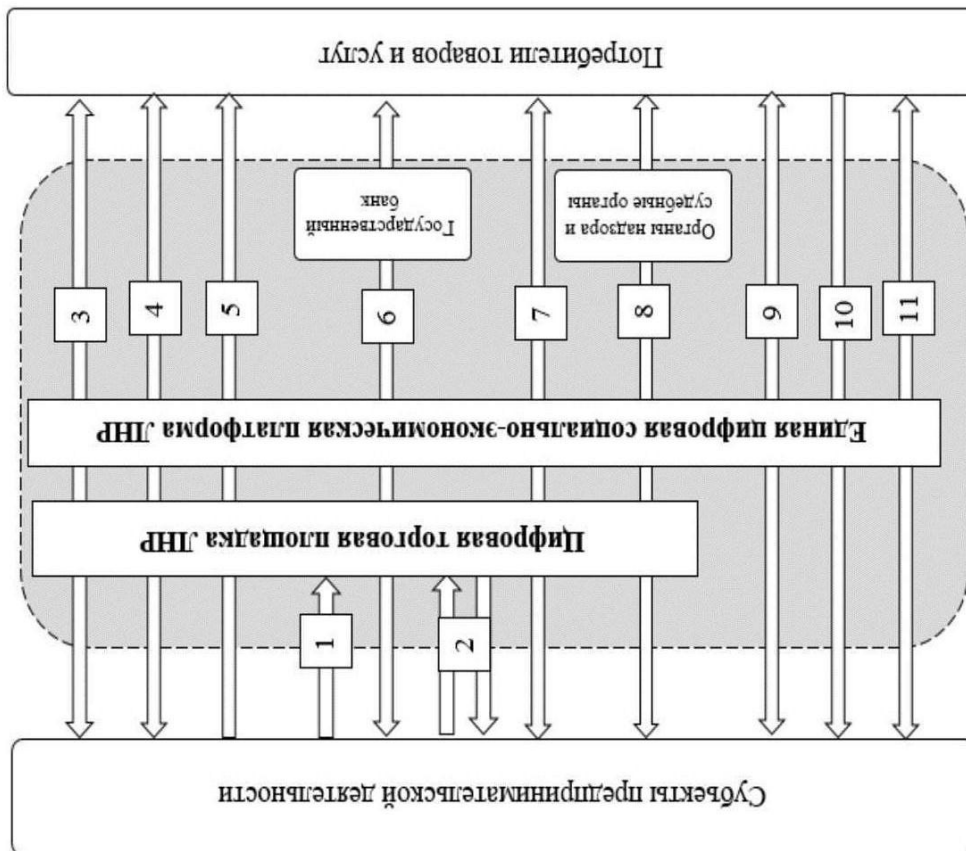 Субъекты предпринимательской деятельности
1
2
Цифровая торговая площадка ЛНР
Единая цифровая социально-экономическая платформа ЛНР
3
4
5
6
7
8
9
10
11
Государственный
банк
Органы надзора и
судебные органы
Потребители товаров и услуг